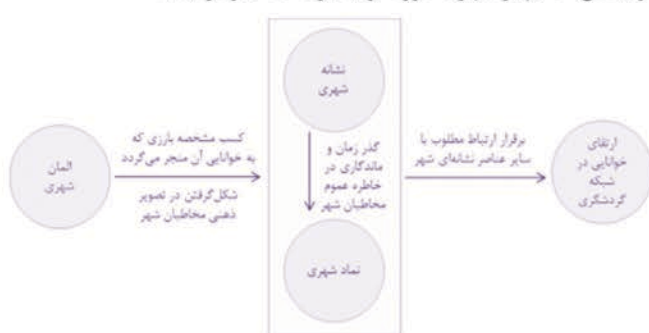 نشانه
شهری
کسب مشخصه بارزی که
به خوانایی آن منجر می‌گردد
شکل‌گرفتن در تصویر
ذهنی مخاطبان شهر
المان
شهری
گذر زمان و
ماندگاری در
خاطره عموم
مخاطبان شهر
نماد شهری
برقرار ارتباط مطلوب با
سایر عناصر نشانه‌ای شهر
ارتقای
خوانایی در
شبکه
گردشگری